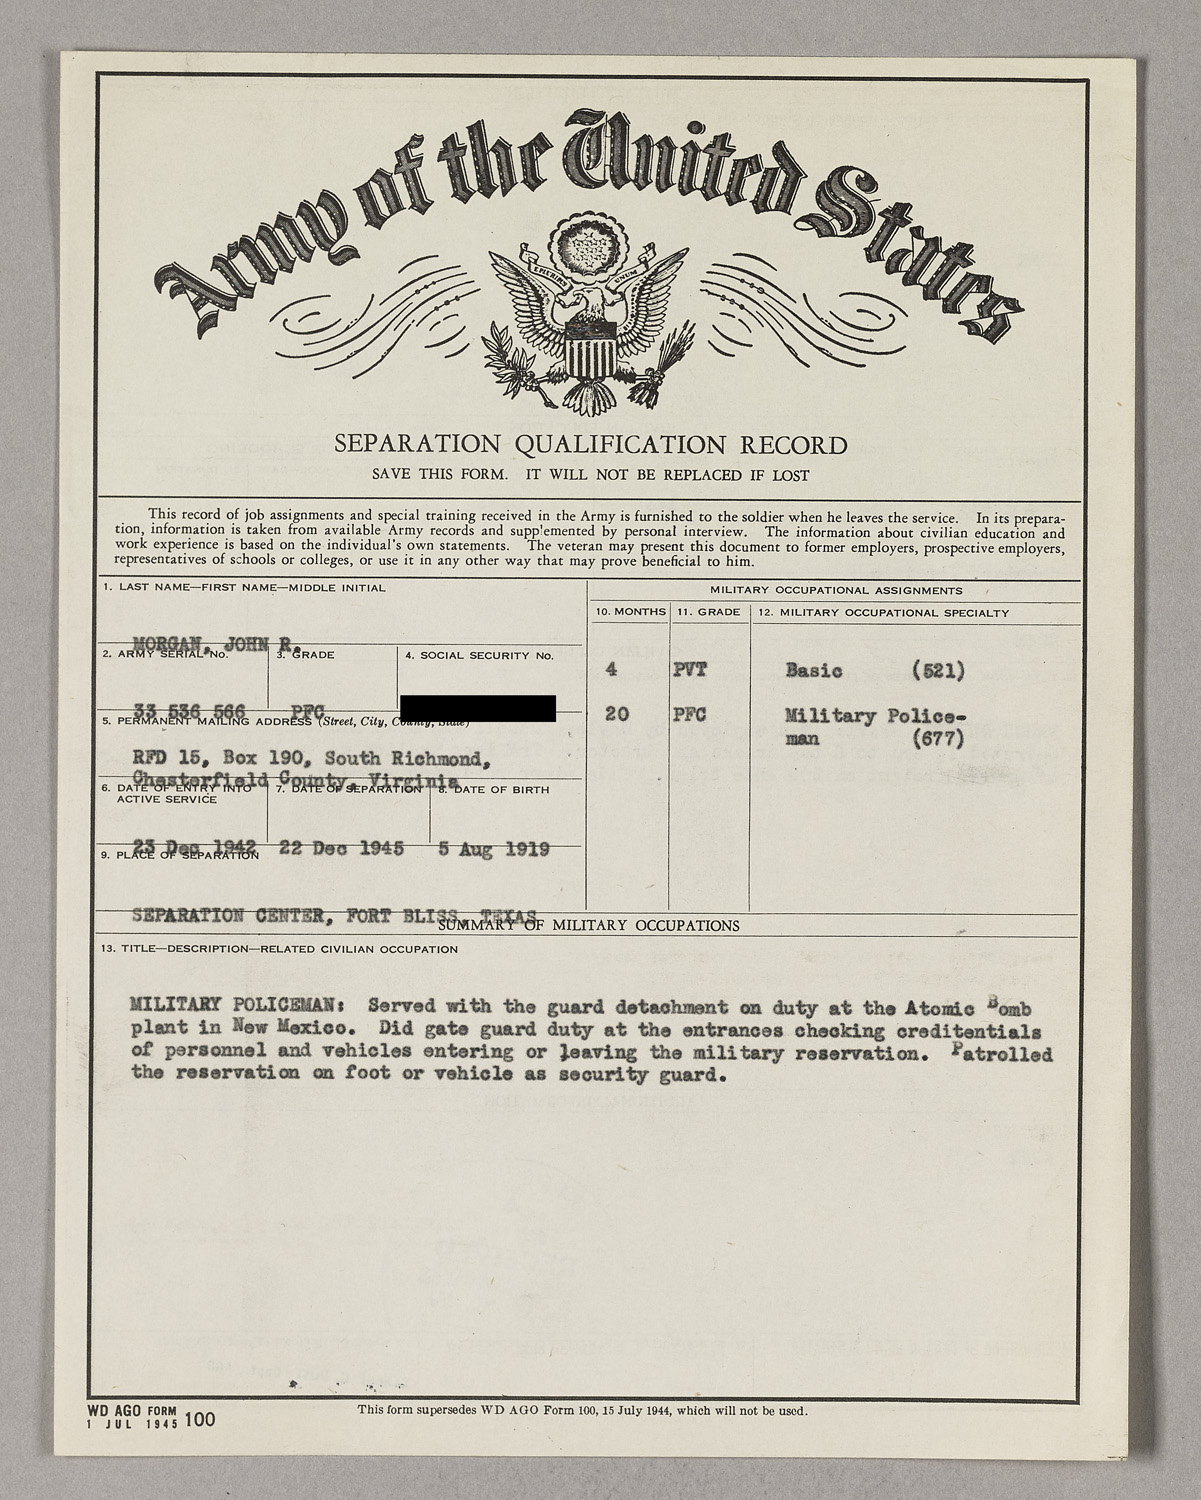 Army of the United States
E PLURIBUS UNUM
SEPARATION QUALIFICATION RECORD
SAVE THIS FORM. IT WILL NOT BE REPLACED IF LOST
This record of job assignments and special training received in the Army is furnished to the soldier when he leaves the service. In its prepara-
tion, information is taken from available Army records and supp'emented by personal interview. The information about civilian education and
work experience is based on the individual's own statements. The veteran may present this document to former employers, prospective employers,
representatives of schools or colleges, or use it in any other way that may prove beneficial to him.
1. LAST NAME—FIRST NAME—MIDDLE INITIAL
MORGAN, JOHN R.
2. ARMY SERIAL No.
3. GRADE
4. SOCIAL SECURITY No.
33 536 566
PFC
5. PERMANENT MAILING ADDRESS (Street, City, County, State)
RFD 15, Box 190, South Richmond,
Chesterfield County, Virginia
6. DATE OF ENTRY INTO
ACTIVE SERVICE
7. DATE OF SEPARATION
8. DATE OF BIRTH
23 Dec 1942
22 Dec 1945
5 Aug 1919
9. PLACE OF SEPARATION
SEPARATION CENTER, FORT BLISS, TEXAS
MILITARY OCCUPATIONAL ASSIGNMENTS
10. MONTHS
11. GRADE
12. MILITARY OCCUPATIONAL SPECIALTY
4 PVT Basic (521)
20 PFC Military Police-
man (677)
SUMMARY OF MILITARY OCCUPATIONS
13. TITLE—DESCRIPTION—RELATED CIVILIAN OCCUPATION
MILITARY POLICEMAN: Served with the guard detachment on duty at the Atomic Bomb
plant in New Mexico. Did gate guard duty at the entrances checking creditentials
of personnel and vehicles entering or leaving the military reservation. Patrolled
the reservation on foot or vehicle as security guard.
WD AGO FORM
1 JUL 1945 100
This form supersedes WD AGO Form 100, 15 July 1944, which will not be used.